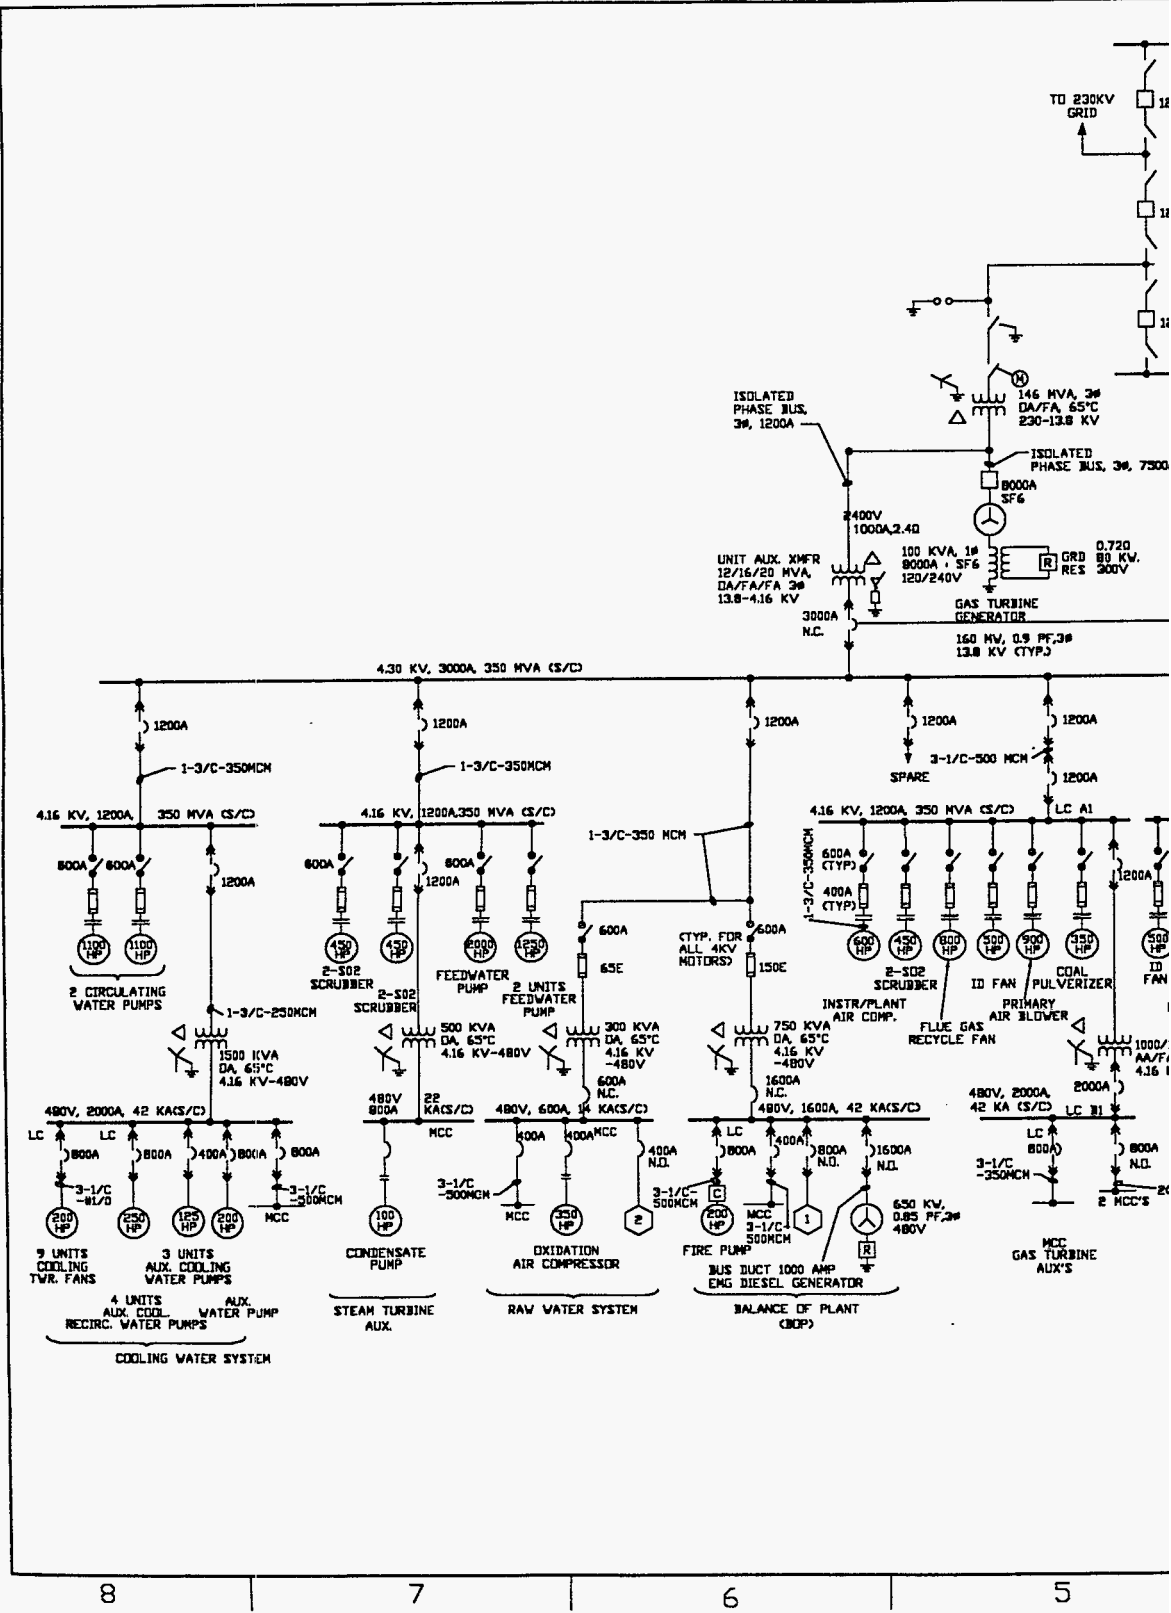 TO 230KV
GRID
ISOLATED
PHASE BUS,
3ø, 1200A
M
146 MVA, 3ø
OA/FA, 65°C
230-13.8 KV
ISOLATED
PHASE BUS, 3ø, 7500A
8000A
SF6
2400V
1000A,2.4Ω
UNIT AUX. XMFR
12/16/20 MVA,
OA/FA/FA 3ø
13.8-4.16 KV
100 KVA, 1ø
8000A - SF6
120/240V
R
GRD
RES
0.72Ω
80 KW.
300V
3000A
N.C.
GAS TURBINE
GENERATOR
160 MW, 0.9 PF,3ø
13.8 KV (TYP.)
4.30 KV, 3000A, 350 MVA (S/C)
1200A
1200A
1200A
1200A
1200A
1-3/C-350MCM
1-3/C-350MCM
3-1/C-500 MCM
SPARE
1200A
4.16 KV, 1200A, 350 MVA (S/C)
4.16 KV, 1200A,350 MVA (S/C)
4.16 KV, 1200A, 350 MVA (S/C)
LC A1
1-3/C-350 MCM
600A
600A
1200A
600A
1200A
600A
600A
(TYP)
400A
(TYP)
1-3/C-350MCM
1200A
1100
HP
1100
HP
450
HP
450
HP
2000
HP
1250
HP
600A
65E
(TYP. FOR
ALL 4KV
MOTORS)
600A
150E
600
HP
450
HP
800
HP
500
HP
900
HP
350
HP
500
HP
2 CIRCULATING
WATER PUMPS
2-SO2
SCRUBBER
2-SO2
SCRUBBER
FEEDWATER
PUMP
2 UNITS
FEEDWATER
PUMP
INSTR/PLANT
AIR COMP.
2-SO2
SCRUBBER
FLUE GAS
RECYCLE FAN
ID FAN
PRIMARY
AIR BLOWER
COAL
PULVERIZER
ID
FAN
1-3/C-250MCM
1500 KVA
OA, 65°C
4.16 KV-480V
500 KVA
OA, 65°C
4.16 KV-480V
300 KVA
OA, 65°C
4.16 KV
-480V
750 KVA
OA, 65°C
4.16 KV
-480V
1000/
AA/FA
4.16
600A
N.C.
1600A
N.C.
2000A
480V, 2000A, 42 KA(S/C)
480V
800A
22
KA(S/C)
480V, 600A, 14 KA(S/C)
480V, 1600A, 42 KA(S/C)
480V, 2000A,
42 KA (S/C)
LC B1
LC
LC
MCC
MCC
LC
LC
800A
800A
400A
800A
800A
400A
400A
400A
N.O.
800A
400A
800A
N.O.
1600A
N.O.
800A
800A
N.O.
3-1/C
-#1/0
3-1/C
-500MCM
MCC
3-1/C
-500MCM
MCC
3-1/C-
500MCM
C
MCC
3-1/C-
500MCM
3-1/C
-350MCM
2 MCC'S
200
HP
250
HP
125
HP
200
HP
100
HP
350
HP
2
200
HP
1
R
650 KW,
0.85 PF,3ø
480V
9 UNITS
COOLING
TWR. FANS
3 UNITS
AUX. COOLING
WATER PUMPS
4 UNITS
AUX. COOL.
RECIRC. WATER PUMPS
AUX.
WATER PUMP
COOLING WATER SYSTEM
CONDENSATE
PUMP
STEAM TURBINE
AUX.
OXIDATION
AIR COMPRESSOR
RAW WATER SYSTEM
FIRE PUMP
BUS DUCT 1000 AMP
EMG DIESEL GENERATOR
BALANCE OF PLANT
(BOP)
MCC
GAS TURBINE
AUX'S
8
7
6
5